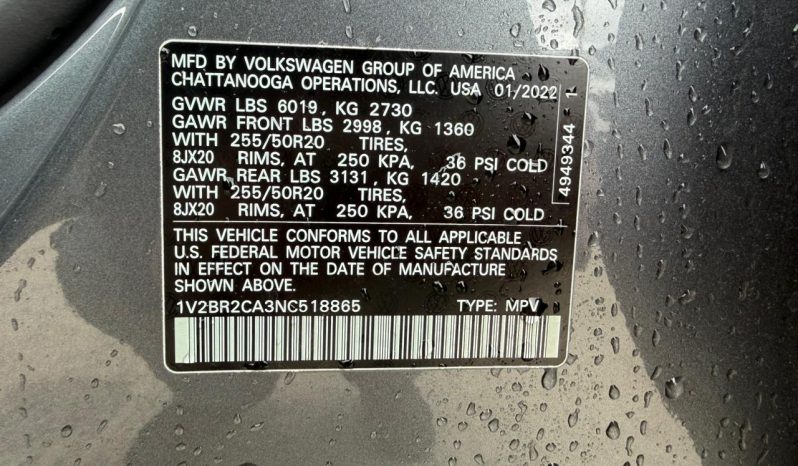 MFD BY VOLKSWAGEN GROUP OF AMERICA
CHATTANOOGA OPERATIONS, LLC. USA 01/2022
GVWR LBS 6019, KG 2730
GAWR FRONT LBS 2998, KG 1360
WITH 255/50R20 TIRES,
8JX20 RIMS, AT 250 KPA, 36 PSI COLD
GAWR REAR LBS 3131, KG 1420
WITH 255/50R20 TIRES,
8JX20 RIMS, AT 250 KPA, 36 PSI COLD
4949344 1
THIS VEHICLE CONFORMS TO ALL APPLICABLE
U.S. FEDERAL MOTOR VEHICLE SAFETY STANDARDS
IN EFFECT ON THE DATE OF MANUFACTURE
SHOWN ABOVE.
1V2BR2CA3NC518865 TYPE: MPV